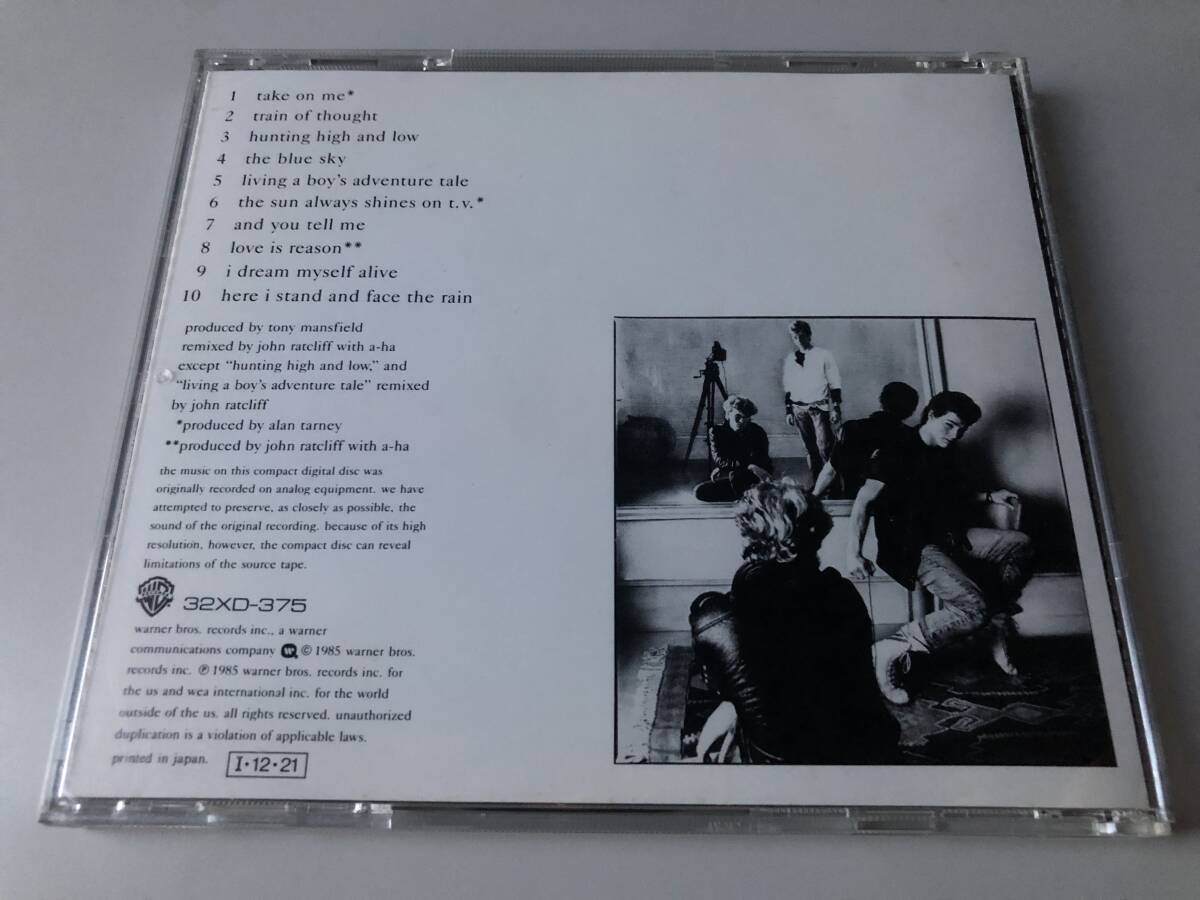 1 take on me*
2 train of thought
3 hunting high and low
4 the blue sky
5 living a boy's adventure tale
6 the sun always shines on t.v.*
7 and you tell me
8 love is reason**
9 i dream myself alive
10 here i stand and face the rain
produced by tony mansfield
remixed by john ratcliff with a-ha
except "hunting high and low," and
"living a boy's adventure tale" remixed
by john ratcliff
*produced by alan tarney
**produced by john ratcliff with a-ha
the music on this compact digital disc was
originally recorded on analog equipment. we have
attempted to preserve, as closely as possible, the
sound of the original recording. because of its high
resolution, however, the compact disc can reveal
limitations of the source tape.
32XD-375
warner bros. records inc., a warner
communications company © 1985 warner bros.
records inc. ℗ 1985 warner bros. records inc. for
the us and wea international inc. for the world
outside of the us. all rights reserved. unauthorized
duplication is a violation of applicable laws.
printed in japan. I·12·21